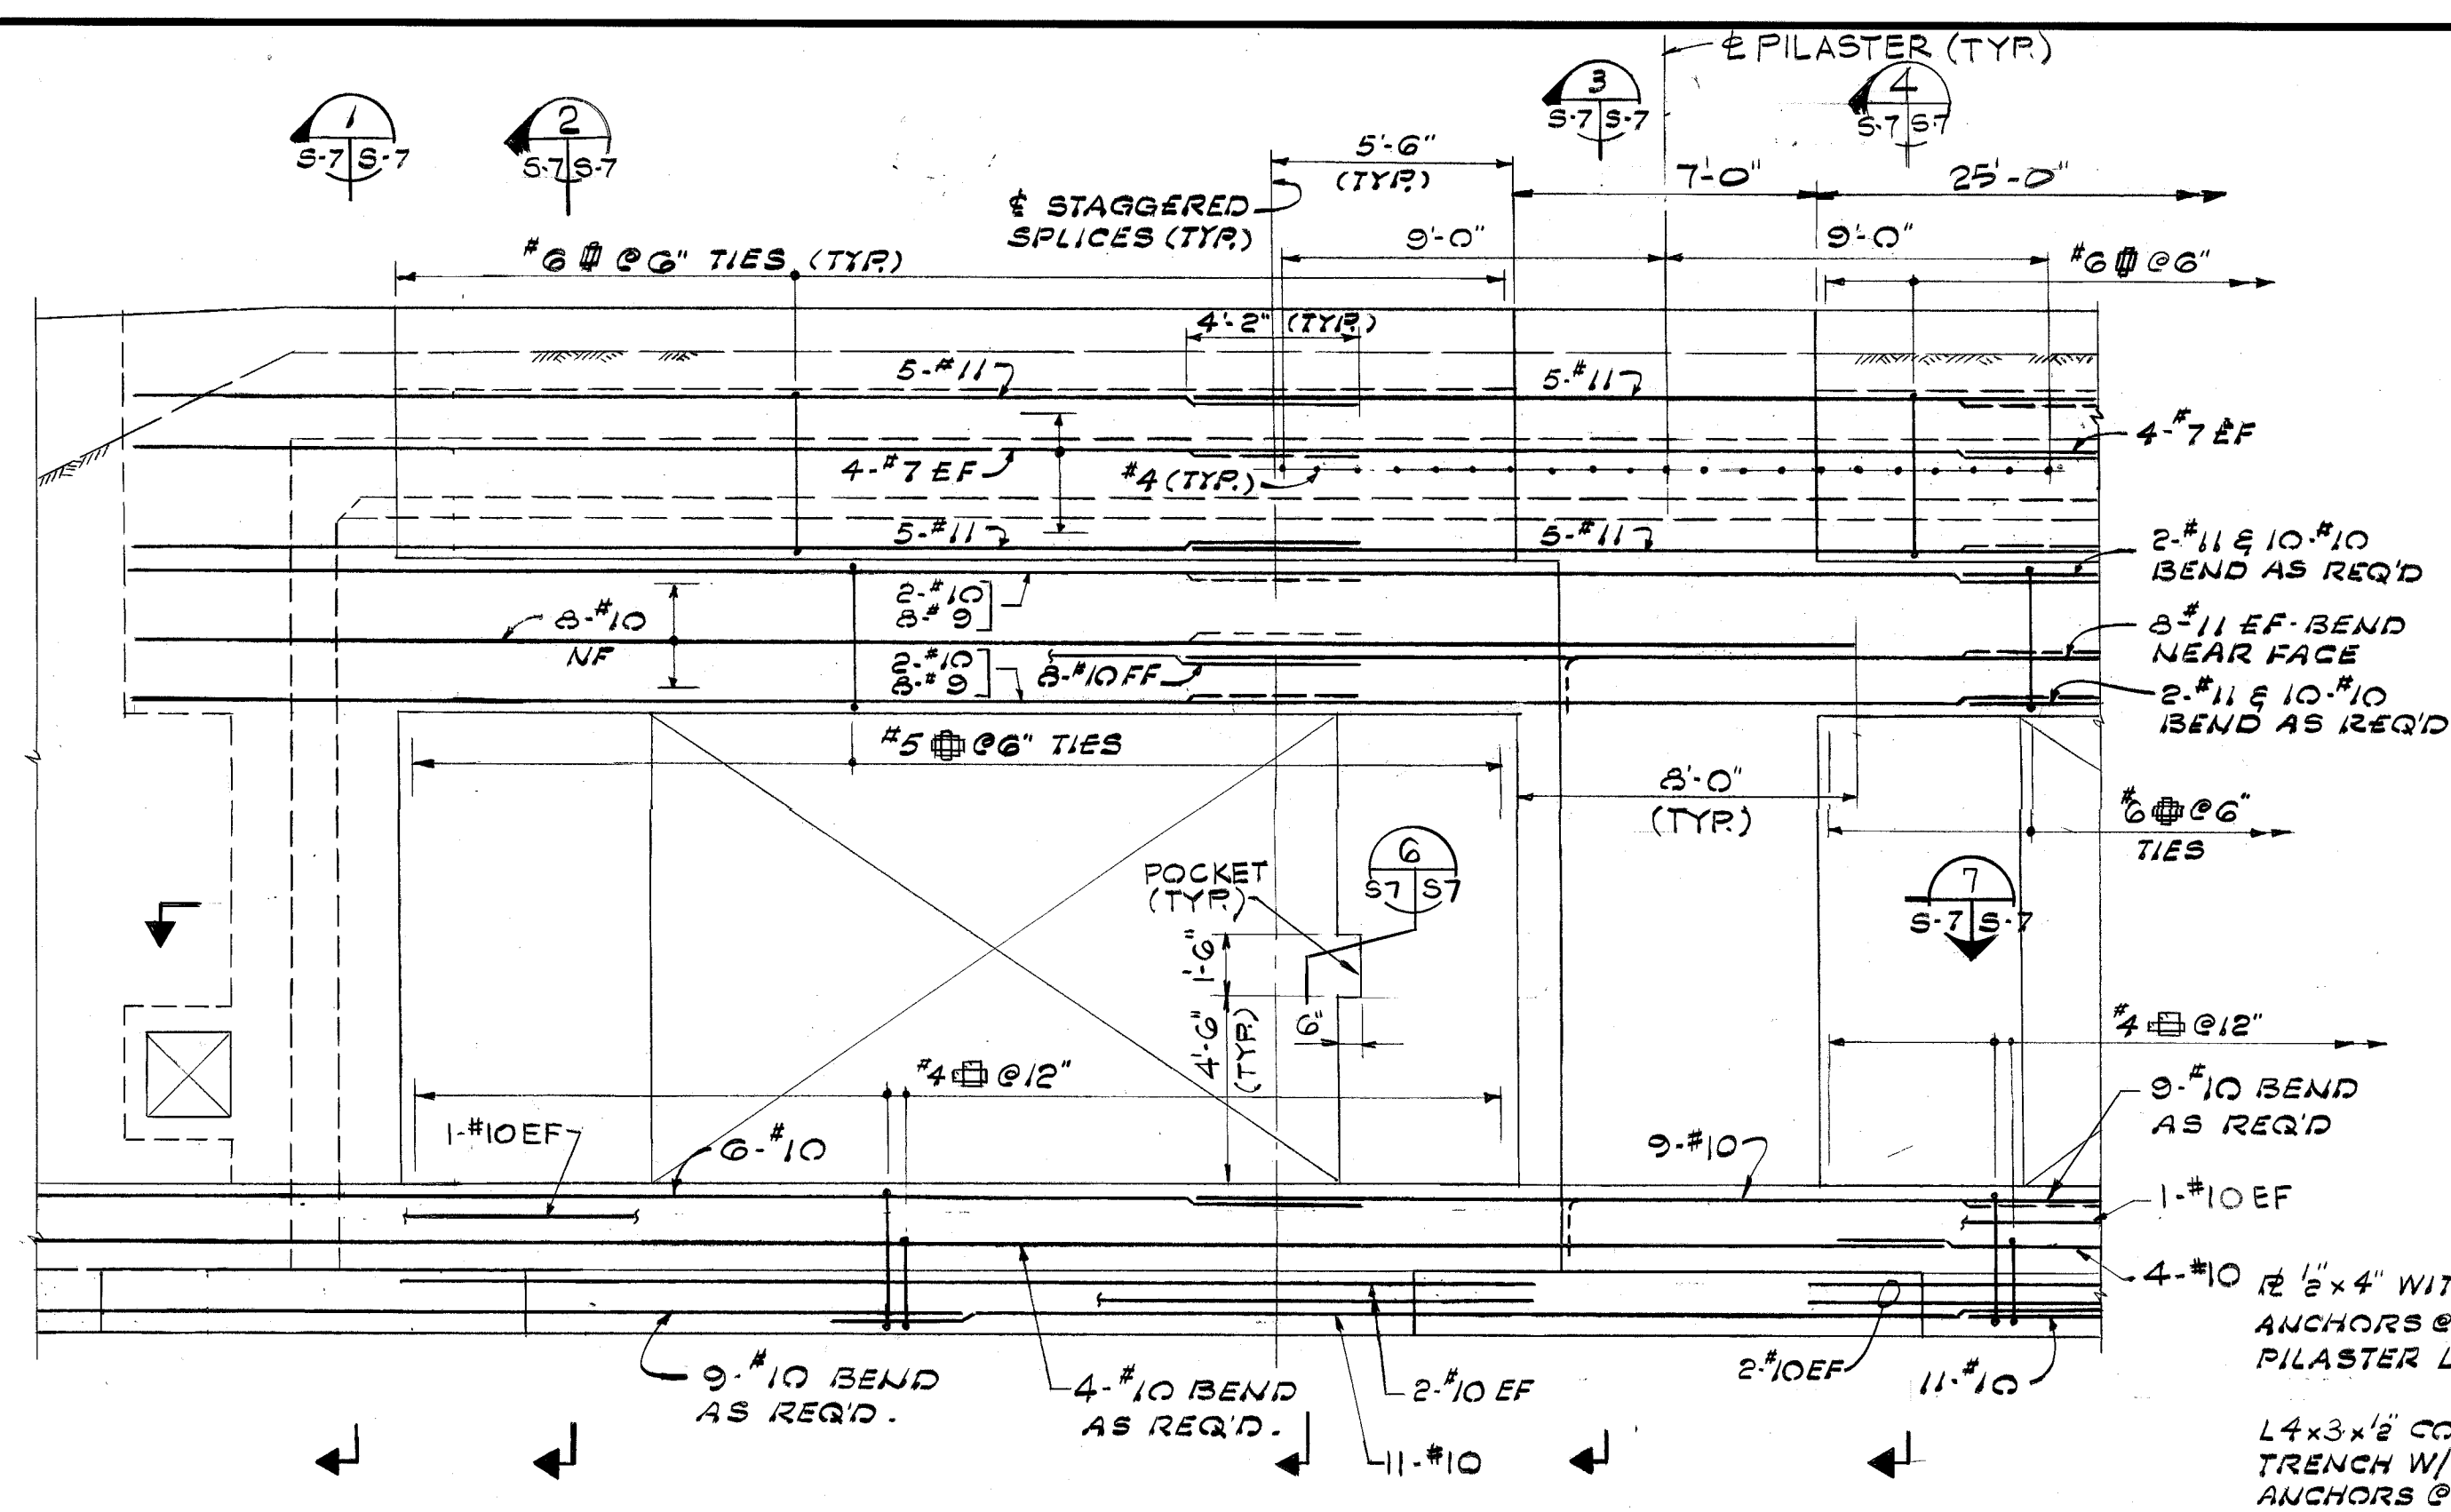 ℄ PILASTER (TYP.)
1
S-7 S-7
2
S-7 S-7
3
S-7 S-7
4
S-7 S-7
5'-6"
(TYP.)
7'-0"
25'-0"
℄ STAGGERED
SPLICES (TYP.)
9'-0"
9'-0"
#6 @ 6" TIES (TYP.)
#6 @ 6"
4'-2" (TYP.)
5-#11
5-#11
4-#7 EF
4-#7 EF
#4 (TYP.)
5-#11
5-#11
2-#11 & 10-#10
BEND AS REQ'D
2-#10
8-#9
8-#10
NF
8-#11 EF-BEND
NEAR FACE
2-#10
8-#9
8-#10 FF
2-#11 & 10-#10
BEND AS REQ'D
#5 @ 6" TIES
8'-0"
(TYP.)
#6 @ 6"
TIES
POCKET
(TYP.)
6
S7 S7
7
S-7 S-7
1'-6"
4'-6"
(TYP.)
6"
#4 @ 12"
#4 @ 12"
1-#10 EF
6-#10
9-#10
9-#10 BEND
AS REQ'D
1-#10 EF
4-#10
℞ 1/2" x 4" WIT
ANCHORS @
PILASTER L
9-#10 BEND
AS REQ'D.
4-#10 BEND
AS REQ'D.
2-#10 EF
11-#10
2-#10 EF
11-#10
L 4x3x1/2" CO
TRENCH W/
ANCHORS @